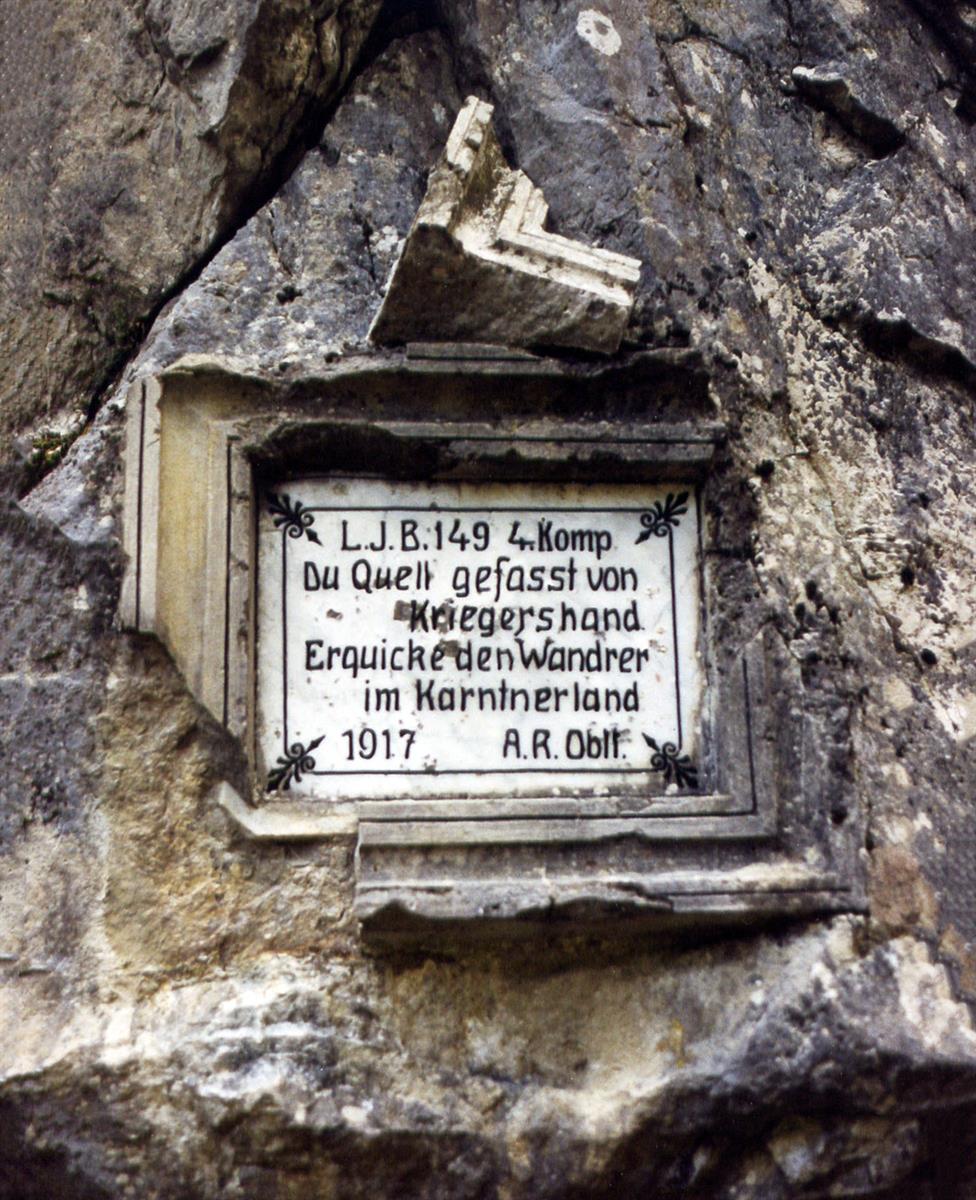 L.J.B.149 4.Komp
Du Quell gefasst von
Kriegershand.
Erquicke den Wandrer
im Karntnerland
1917 A.R. Oblt.